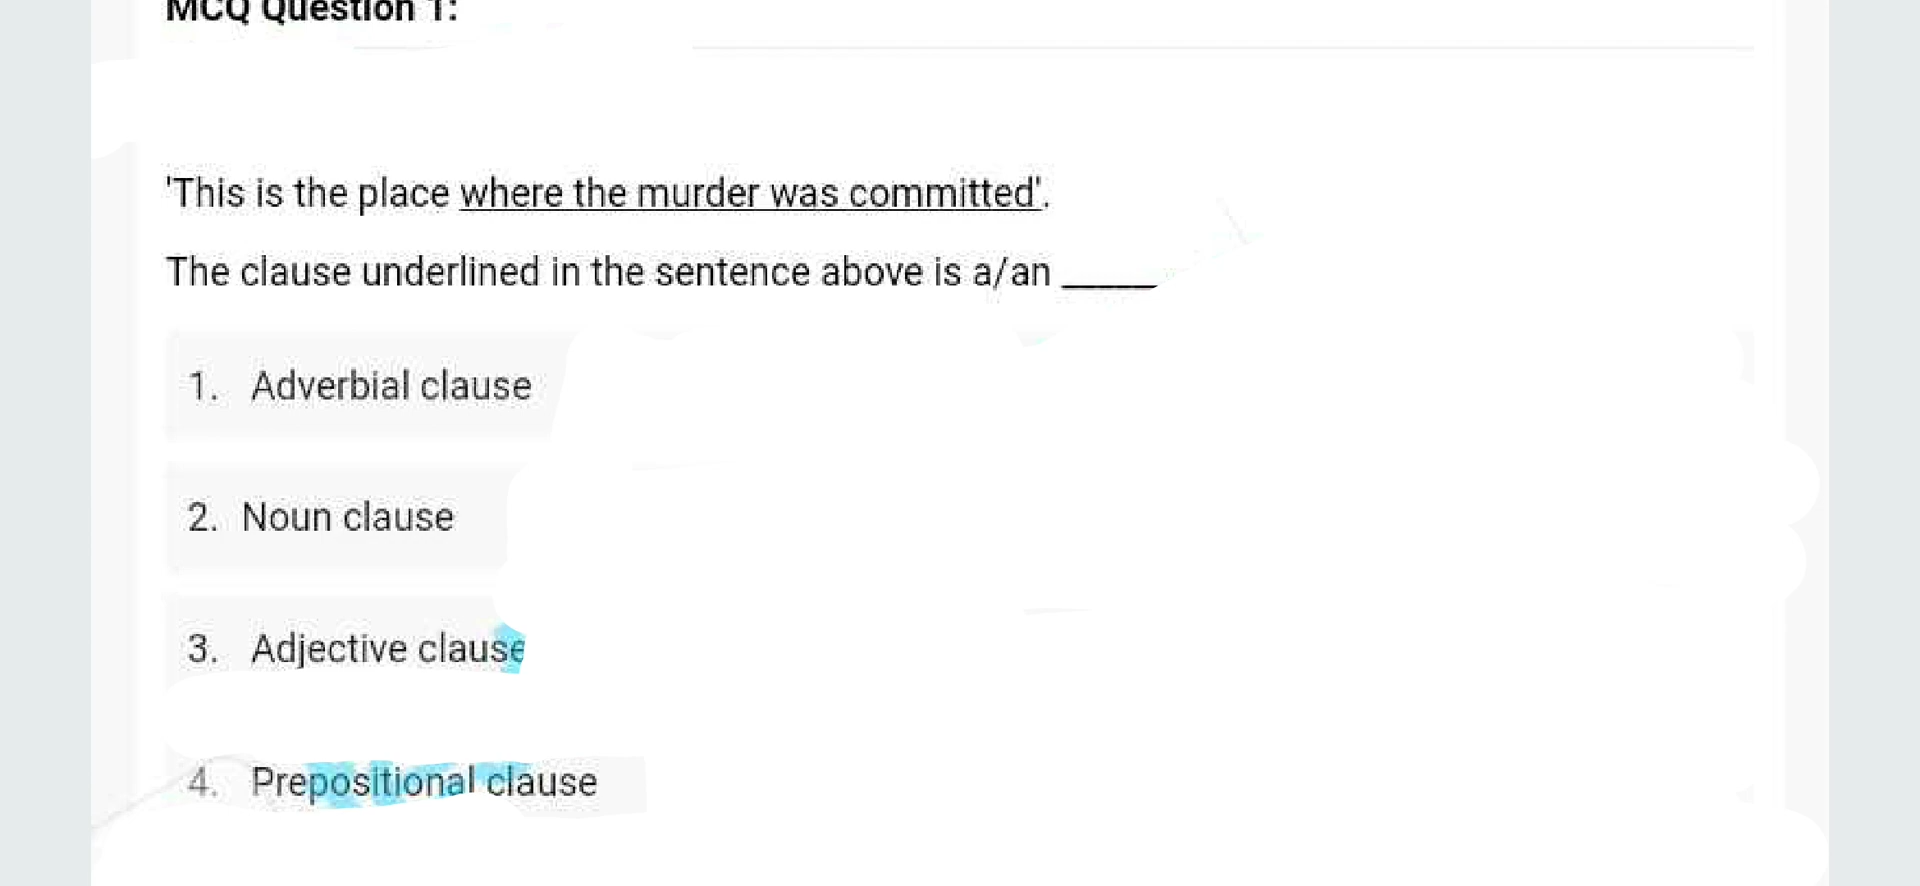 MCQ Question 1:
'This is the place where the murder was committed'.
The clause underlined in the sentence above is a/an _____
1. Adverbial clause
2. Noun clause
3. Adjective clause
4. Prepositional clause